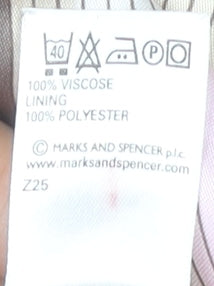 40 P
100% VISCOSE
LINING
100% POLYESTER
© MARKS AND SPENCER p.l.c.
www.marksandspencer.com
Z25